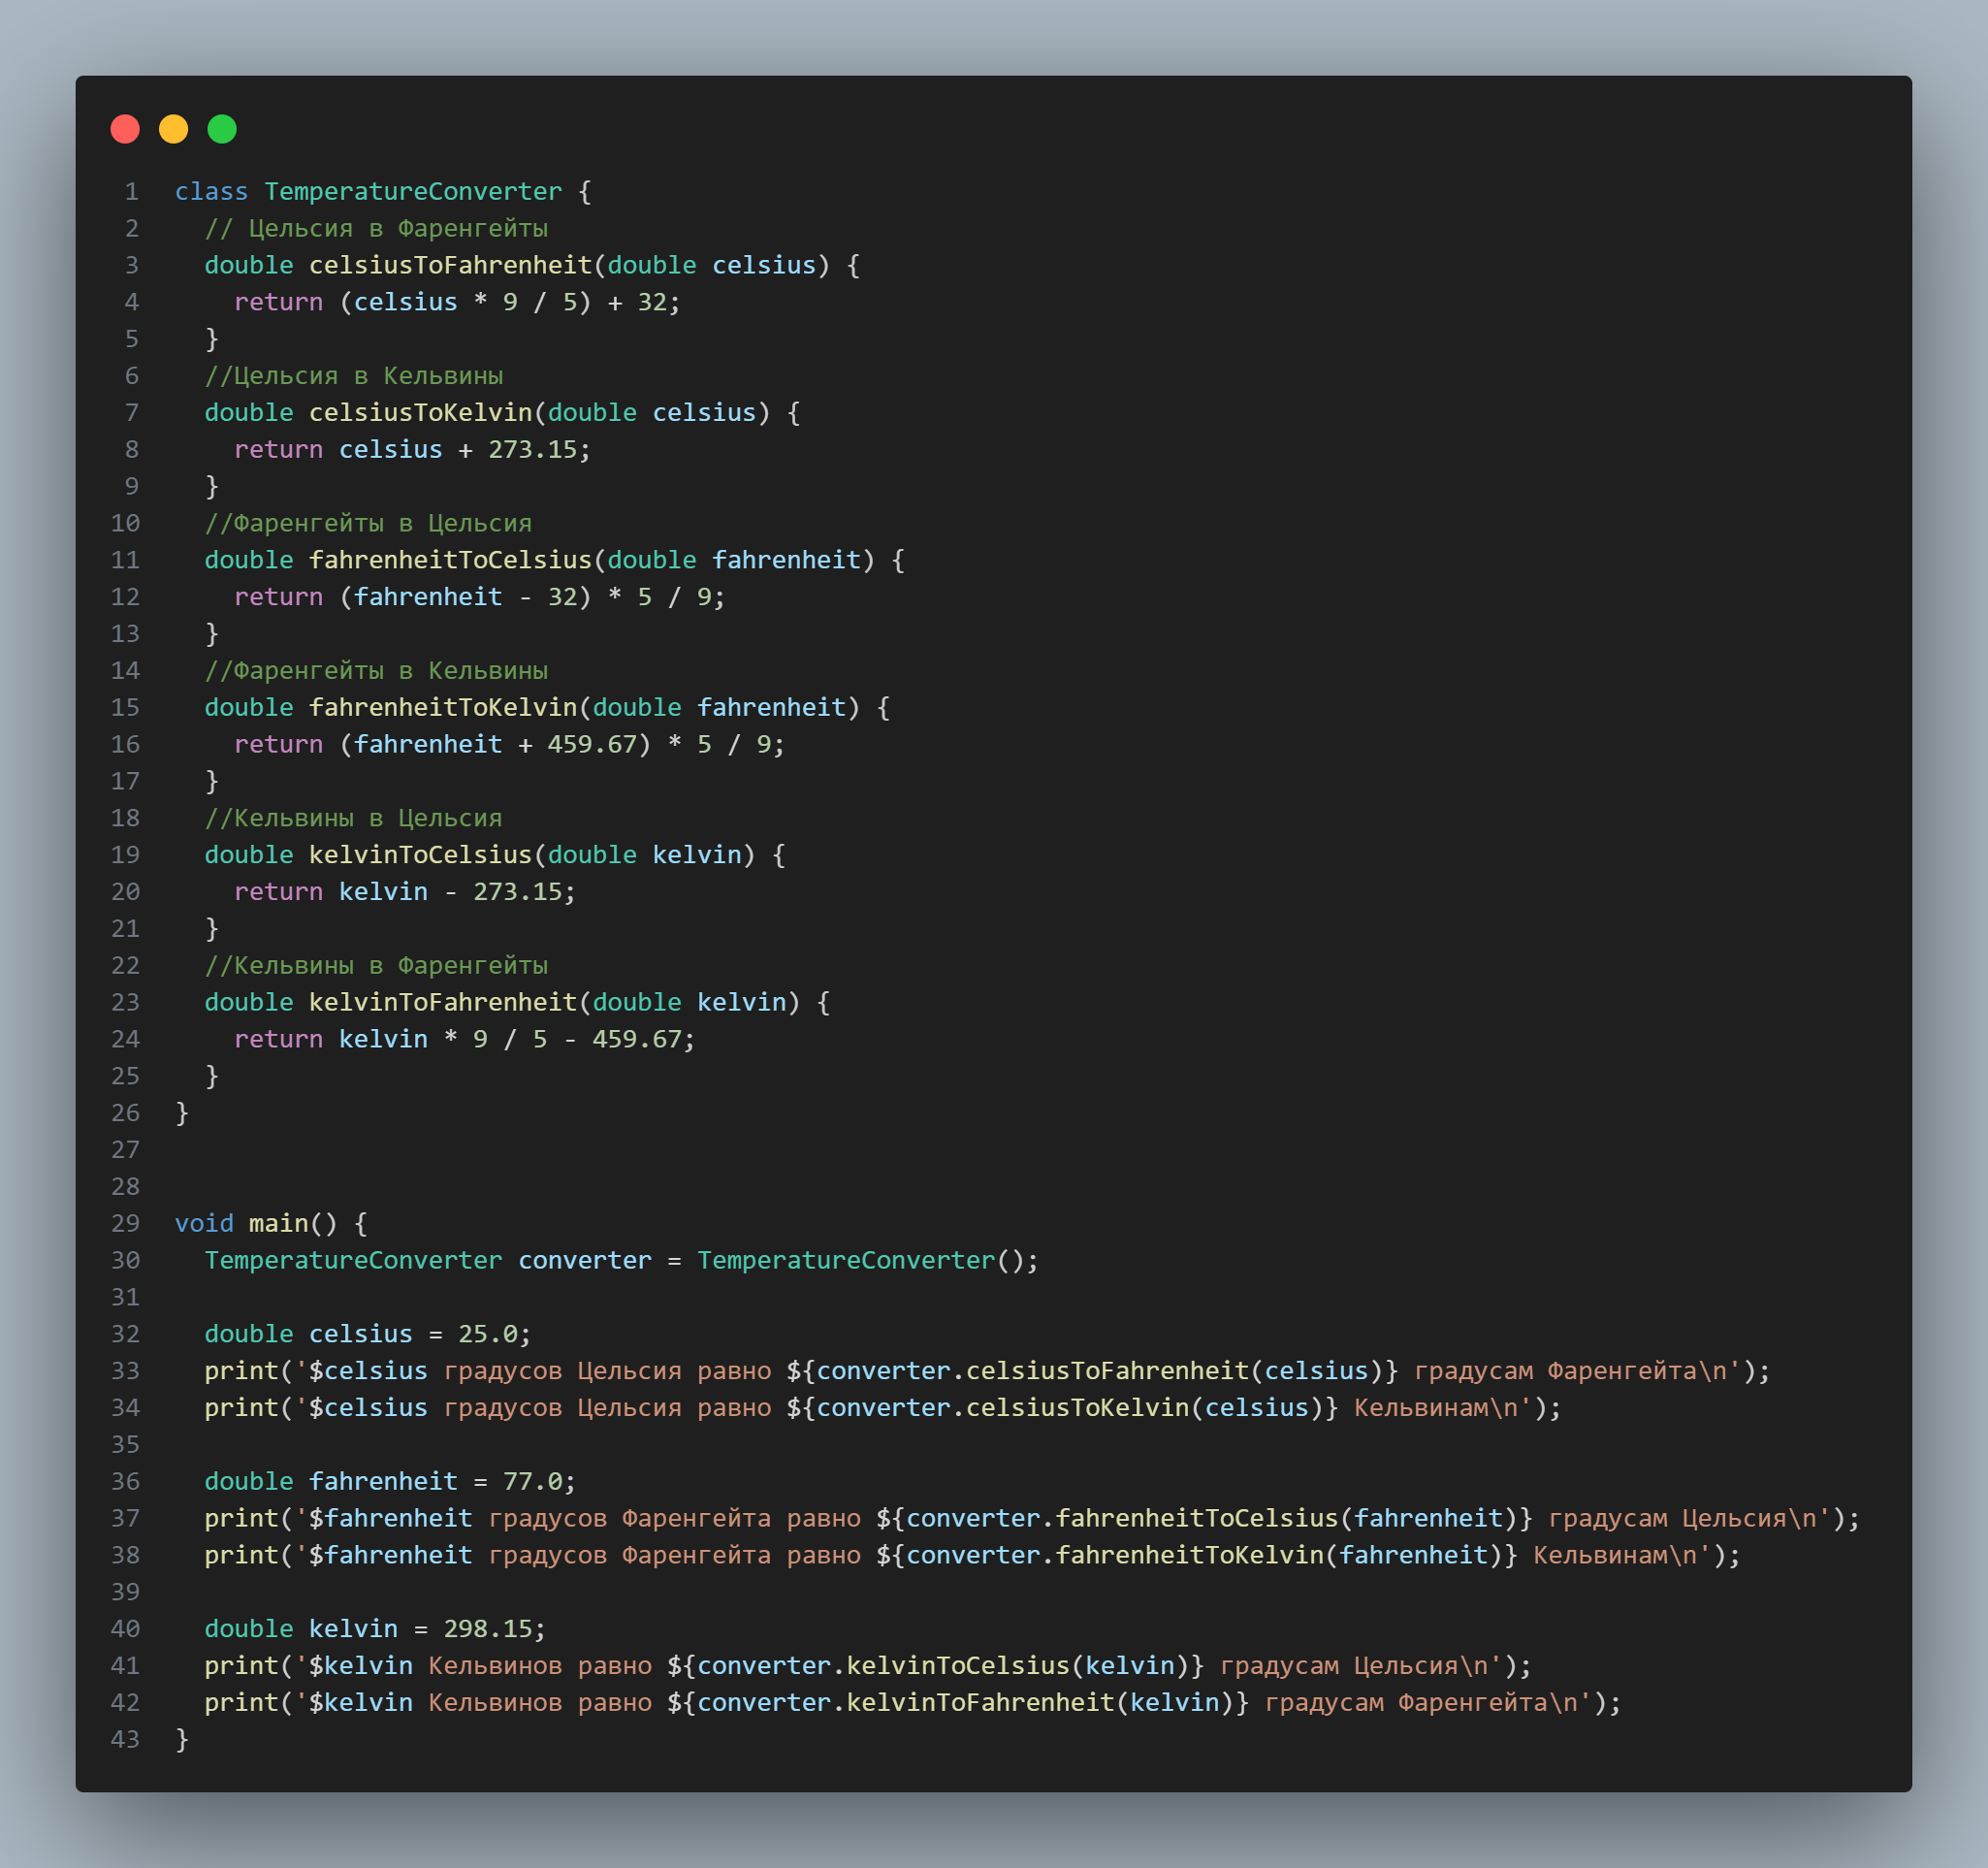 1 class TemperatureConverter {
2   // Цельсия в Фаренгейты
3   double celsiusToFahrenheit(double celsius) {
4     return (celsius * 9 / 5) + 32;
5   }
6   //Цельсия в Кельвины
7   double celsiusToKelvin(double celsius) {
8     return celsius + 273.15;
9   }
10   //Фаренгейты в Цельсия
11   double fahrenheitToCelsius(double fahrenheit) {
12     return (fahrenheit - 32) * 5 / 9;
13   }
14   //Фаренгейты в Кельвины
15   double fahrenheitToKelvin(double fahrenheit) {
16     return (fahrenheit + 459.67) * 5 / 9;
17   }
18   //Кельвины в Цельсия
19   double kelvinToCelsius(double kelvin) {
20     return kelvin - 273.15;
21   }
22   //Кельвины в Фаренгейты
23   double kelvinToFahrenheit(double kelvin) {
24     return kelvin * 9 / 5 - 459.67;
25   }
26 }
27
28
29 void main() {
30   TemperatureConverter converter = TemperatureConverter();
31
32   double celsius = 25.0;
33   print('$celsius градусов Цельсия равно ${converter.celsiusToFahrenheit(celsius)} градусам Фаренгейта\n');
34   print('$celsius градусов Цельсия равно ${converter.celsiusToKelvin(celsius)} Кельвинам\n');
35
36   double fahrenheit = 77.0;
37   print('$fahrenheit градусов Фаренгейта равно ${converter.fahrenheitToCelsius(fahrenheit)} градусам Цельсия\n');
38   print('$fahrenheit градусов Фаренгейта равно ${converter.fahrenheitToKelvin(fahrenheit)} Кельвинам\n');
39
40   double kelvin = 298.15;
41   print('$kelvin Кельвинов равно ${converter.kelvinToCelsius(kelvin)} градусам Цельсия\n');
42   print('$kelvin Кельвинов равно ${converter.kelvinToFahrenheit(kelvin)} градусам Фаренгейта\n');
43 }